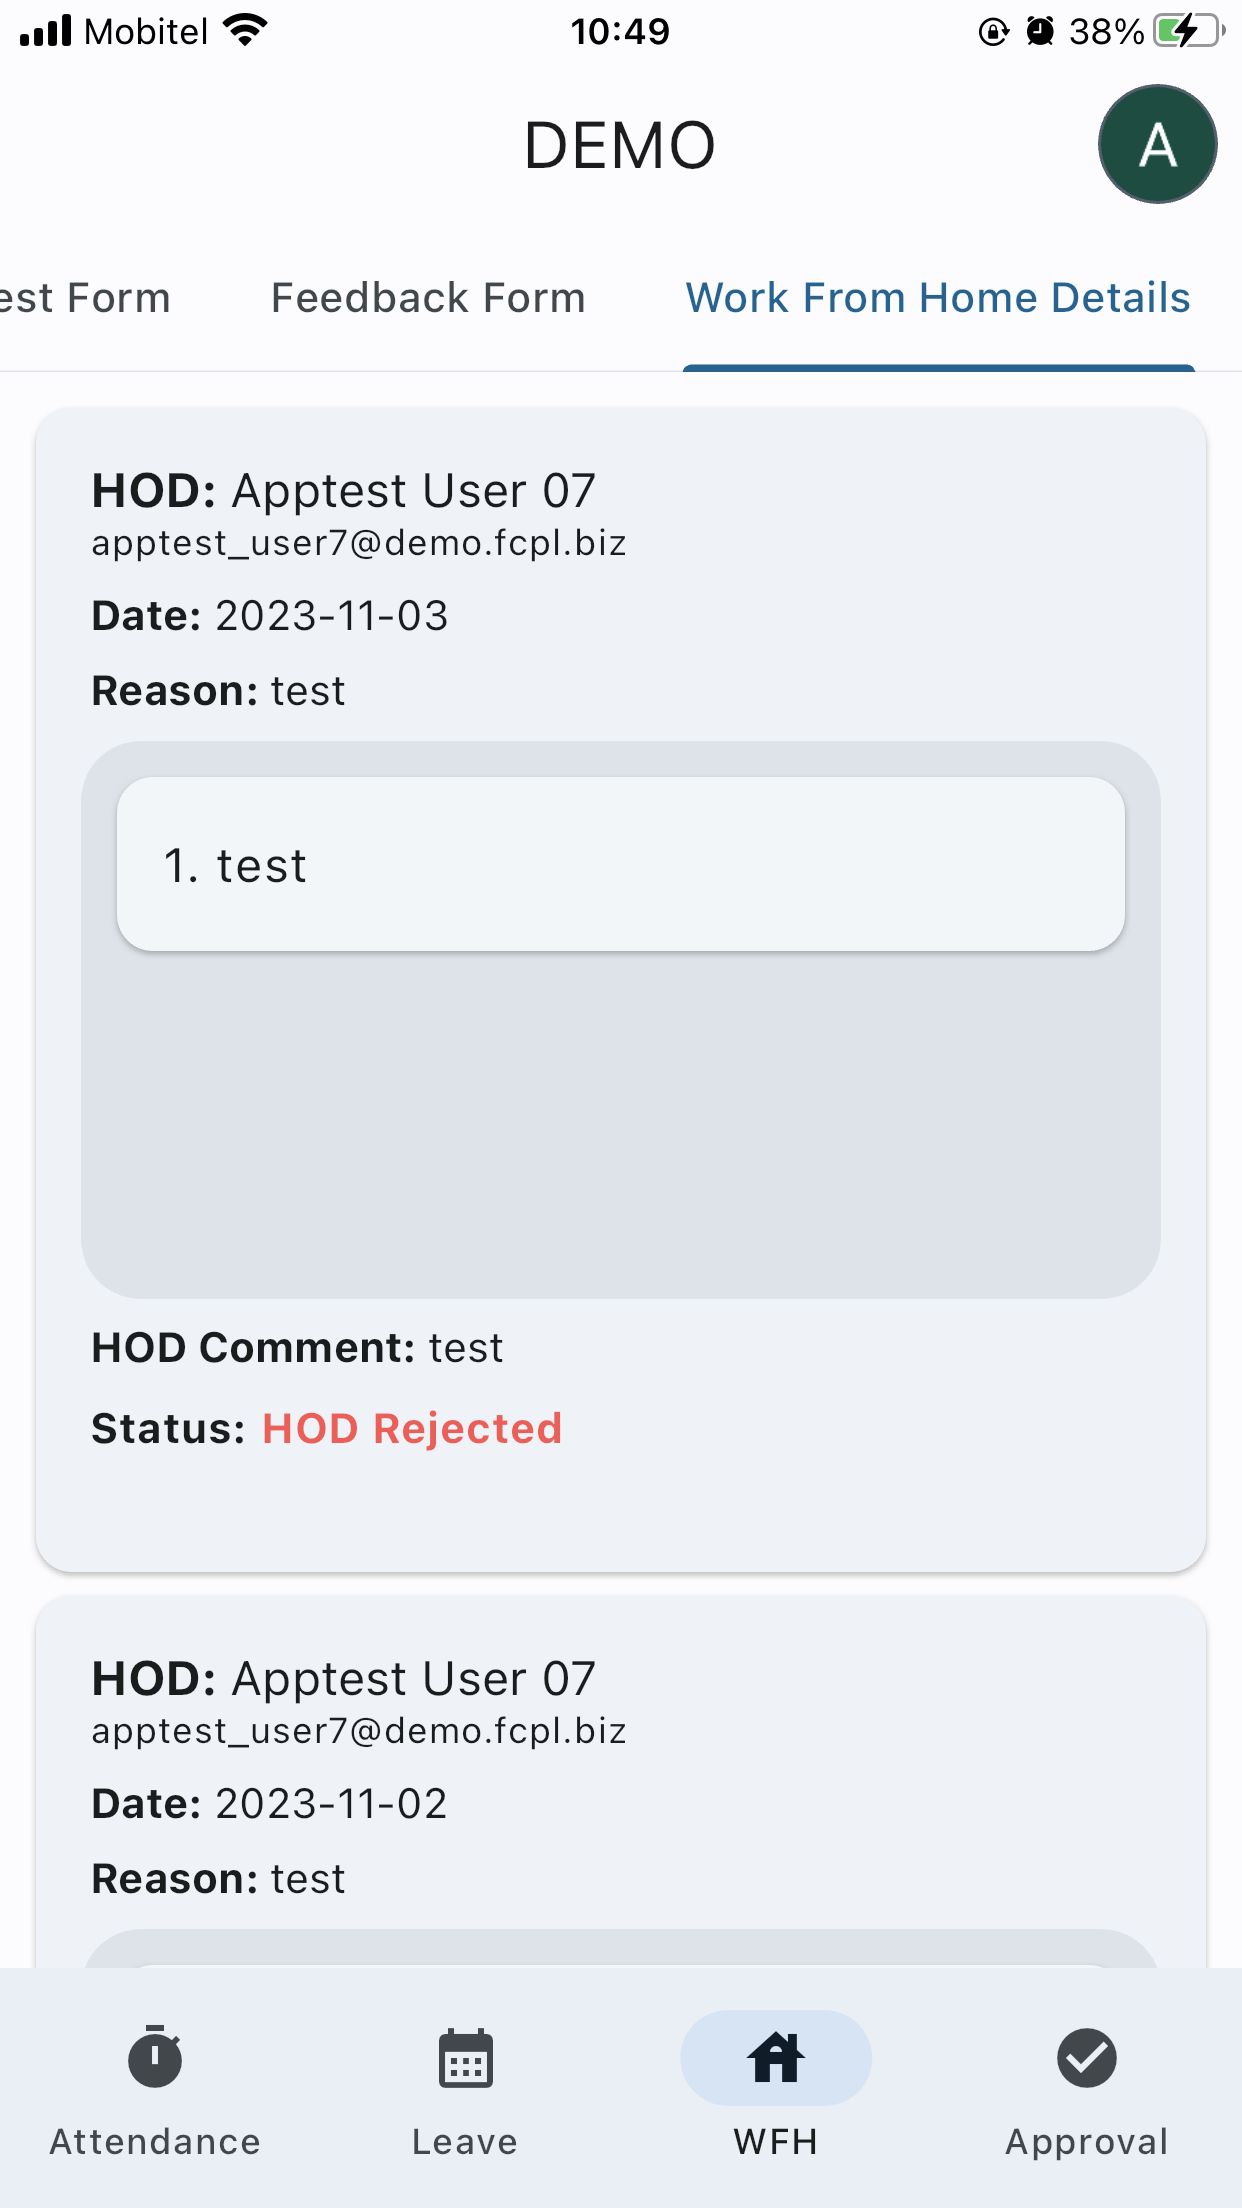 Mobitel 10:49 38%
DEMO A
est Form Feedback Form Work From Home Details
HOD: Apptest User 07
apptest_user7@demo.fcpl.biz
Date: 2023-11-03
Reason: test
1. test
HOD Comment: test
Status: HOD Rejected
HOD: Apptest User 07
apptest_user7@demo.fcpl.biz
Date: 2023-11-02
Reason: test
Attendance Leave WFH Approval